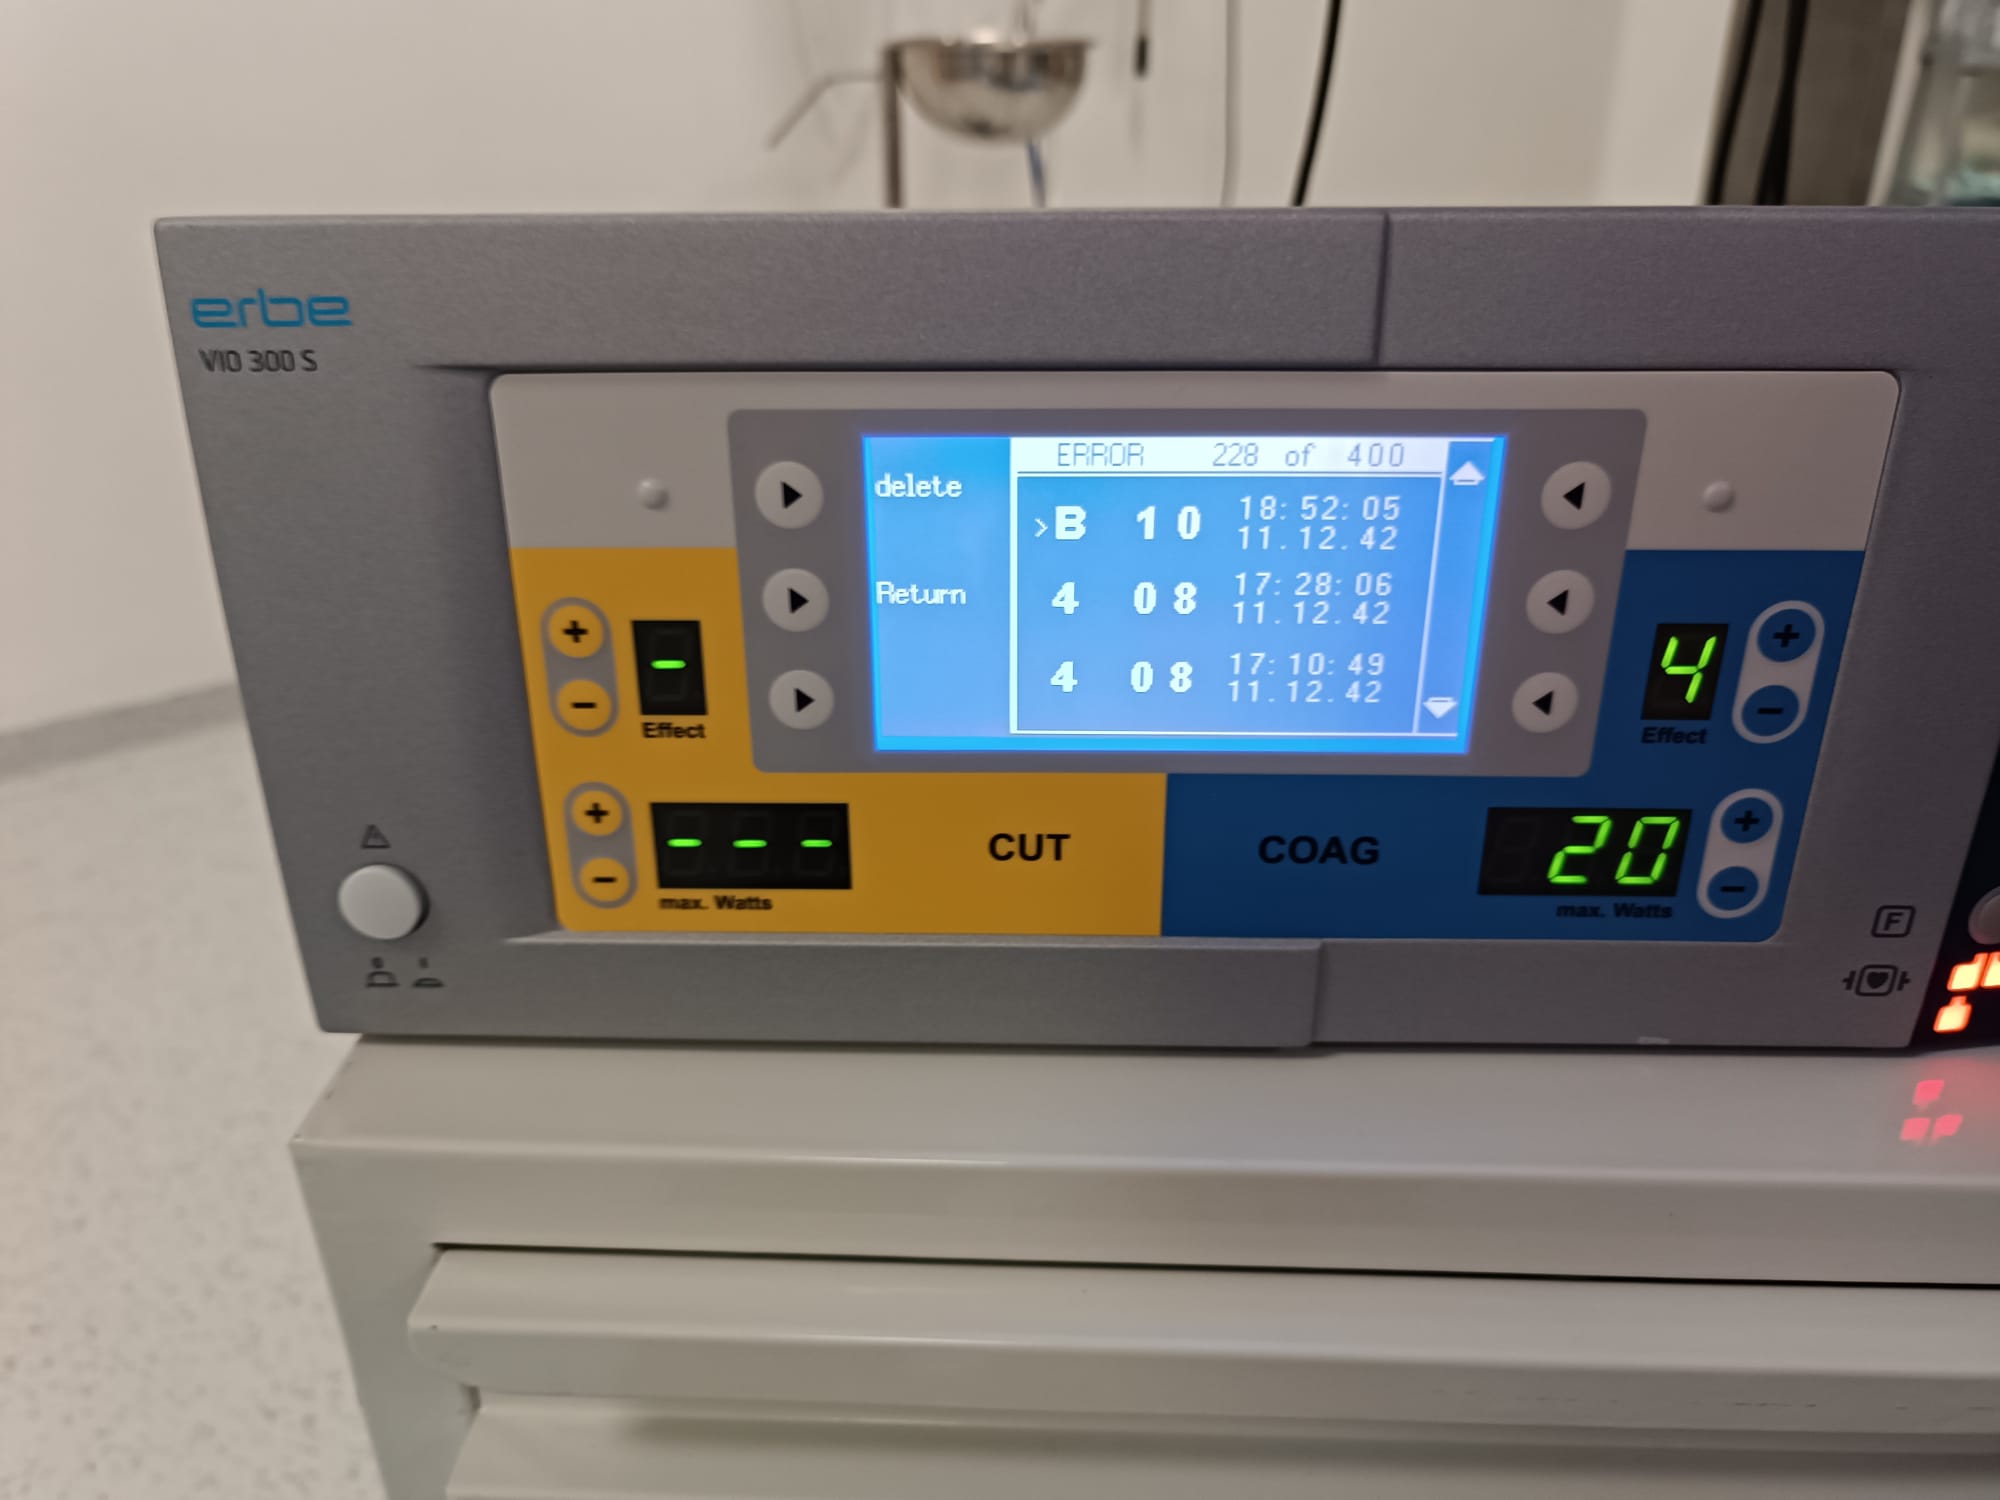 erbe
VIO 300 S
ERROR 228 of 400
delete
>B 10 18:52:05
11.12.42
Return
4 08 17:28:06
11.12.42
4 08 17:10:49
11.12.42
+
-
-
Effect
4
+
-
Effect
+
-
---
max. Watts
CUT
COAG
20
max. Watts
+
-
F